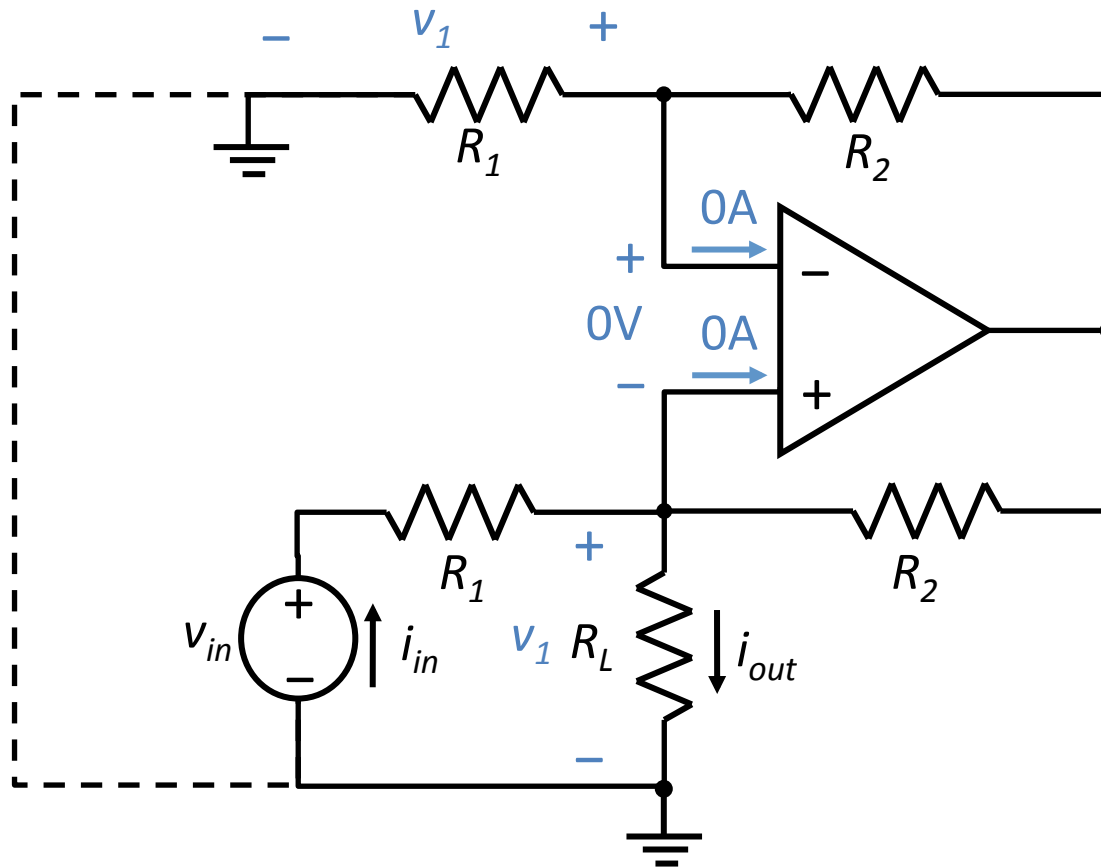 − v1 +
R1
R2
0A
+
−
0V
0A
−
+
+
R1
R2
+
vin
−
iin
v1
RL
iout
−